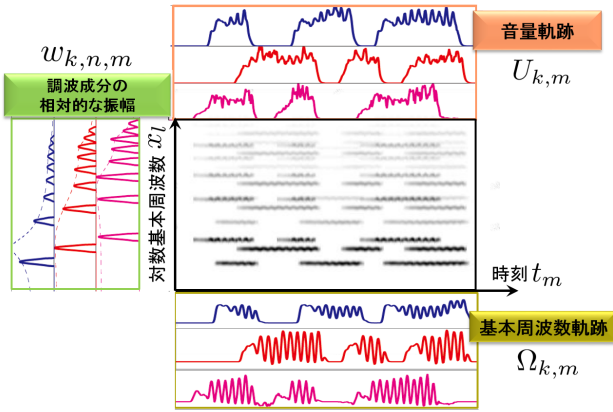 音量軌跡
U_{k,m}
w_{k,n,m}
調波成分の
相対的な振幅
対数基本周波数 x_l
時刻 t_m
基本周波数軌跡
Ω_{k,m}